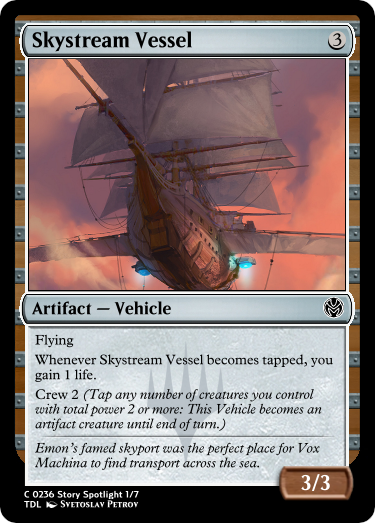 Skystream Vessel 3
Artifact — Vehicle
Flying
Whenever Skystream Vessel becomes tapped, you
gain 1 life.
Crew 2 (Tap any number of creatures you control
with total power 2 or more: This Vehicle becomes an
artifact creature until end of turn.)
Emon's famed skyport was the perfect place for Vox
Machina to find transport across the sea.
3/3
C 0236 Story Spotlight 1/7
TDL Svetoslav Petrov